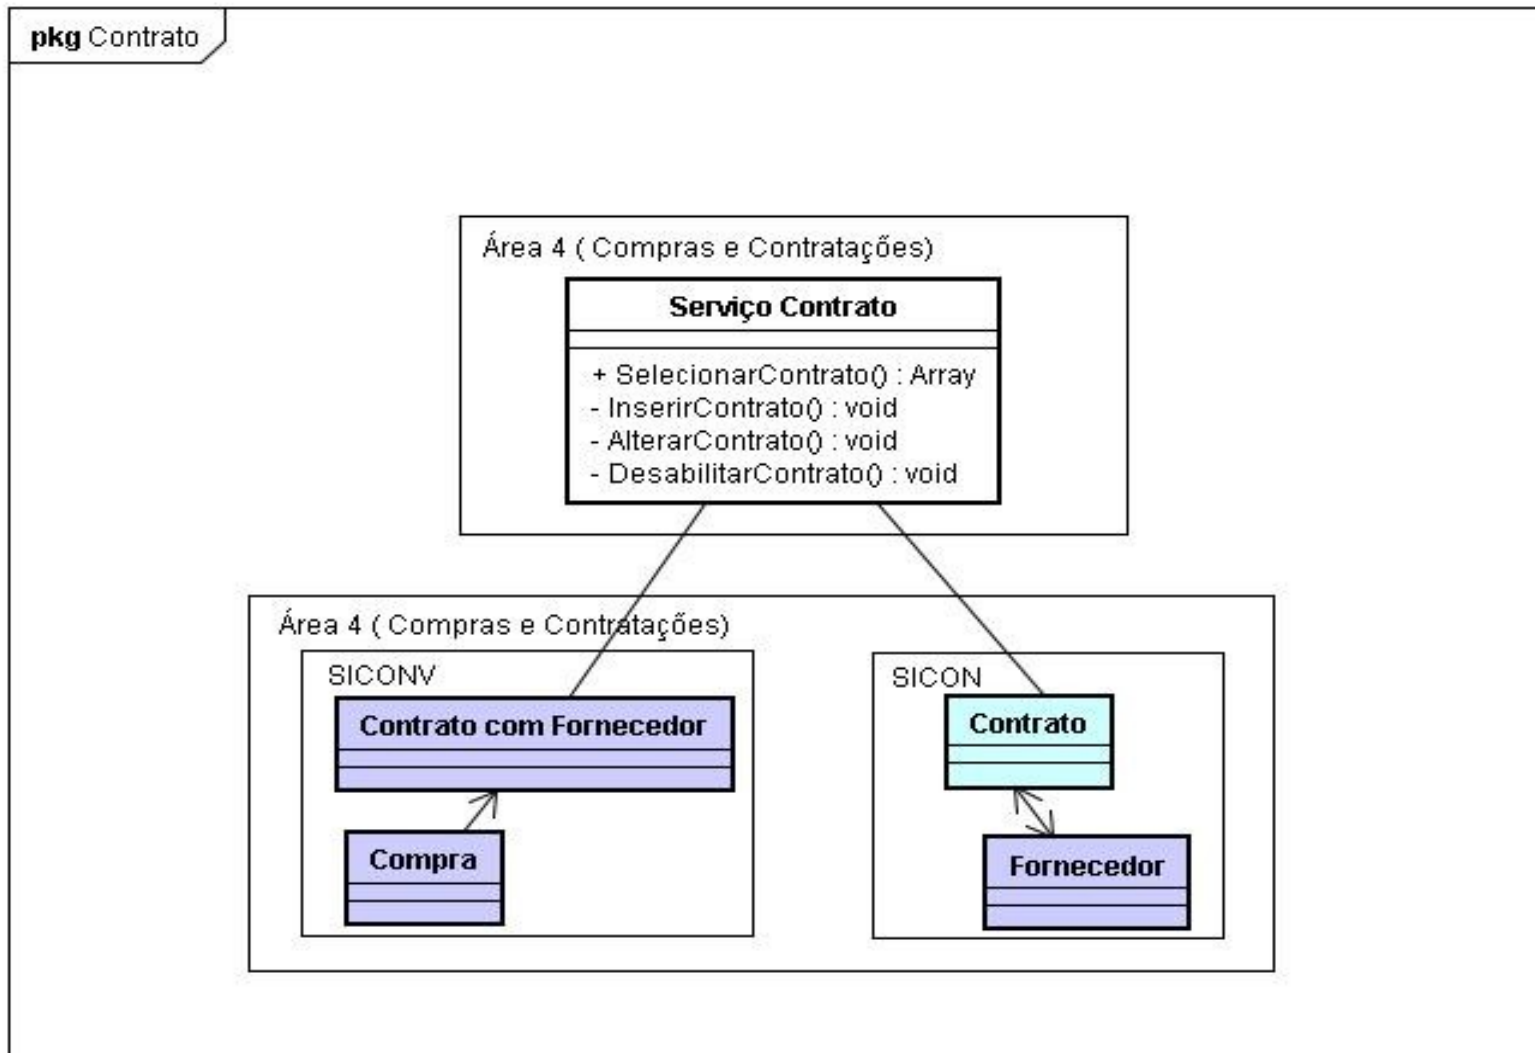 pkg Contrato
Área 4 ( Compras e Contratações)
Serviço Contrato
+ SelecionarContrato() : Array
- InserirContrato() : void
- AlterarContrato() : void
- DesabilitarContrato() : void
Área 4 ( Compras e Contratações)
SICONV
Contrato com Fornecedor
Compra
SICON
Contrato
Fornecedor